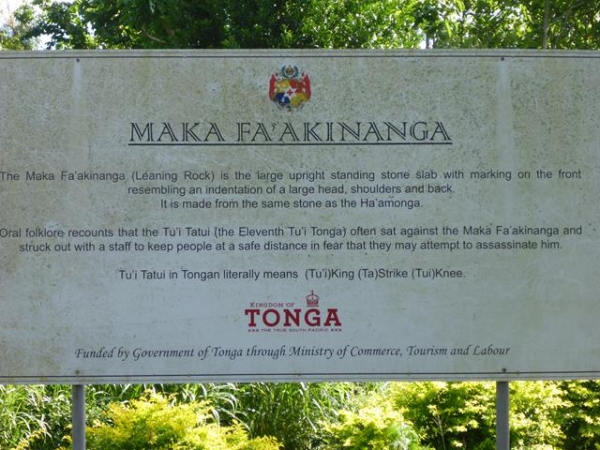 MAKA FA'AKINANGA
The Maka Fa'akinanga (Leaning Rock) is the large upright standing stone slab with marking on the front
resembling an indentation of a large head, shoulders and back.
It is made from the same stone as the Ha'amonga.
Oral folklore recounts that the Tu'i Tatui (the Eleventh Tu'i Tonga) often sat against the Maka Fa'akinanga and
struck out with a staff to keep people at a safe distance in fear that they may attempt to assassinate him.
Tu'i Tatui in Tongan literally means (Tu'i)King (Ta)Strike (Tui)Knee.
KINGDOM OF
TONGA
THE TRUE SOUTH PACIFIC
Funded by Government of Tonga through Ministry of Commerce, Tourism and Labour